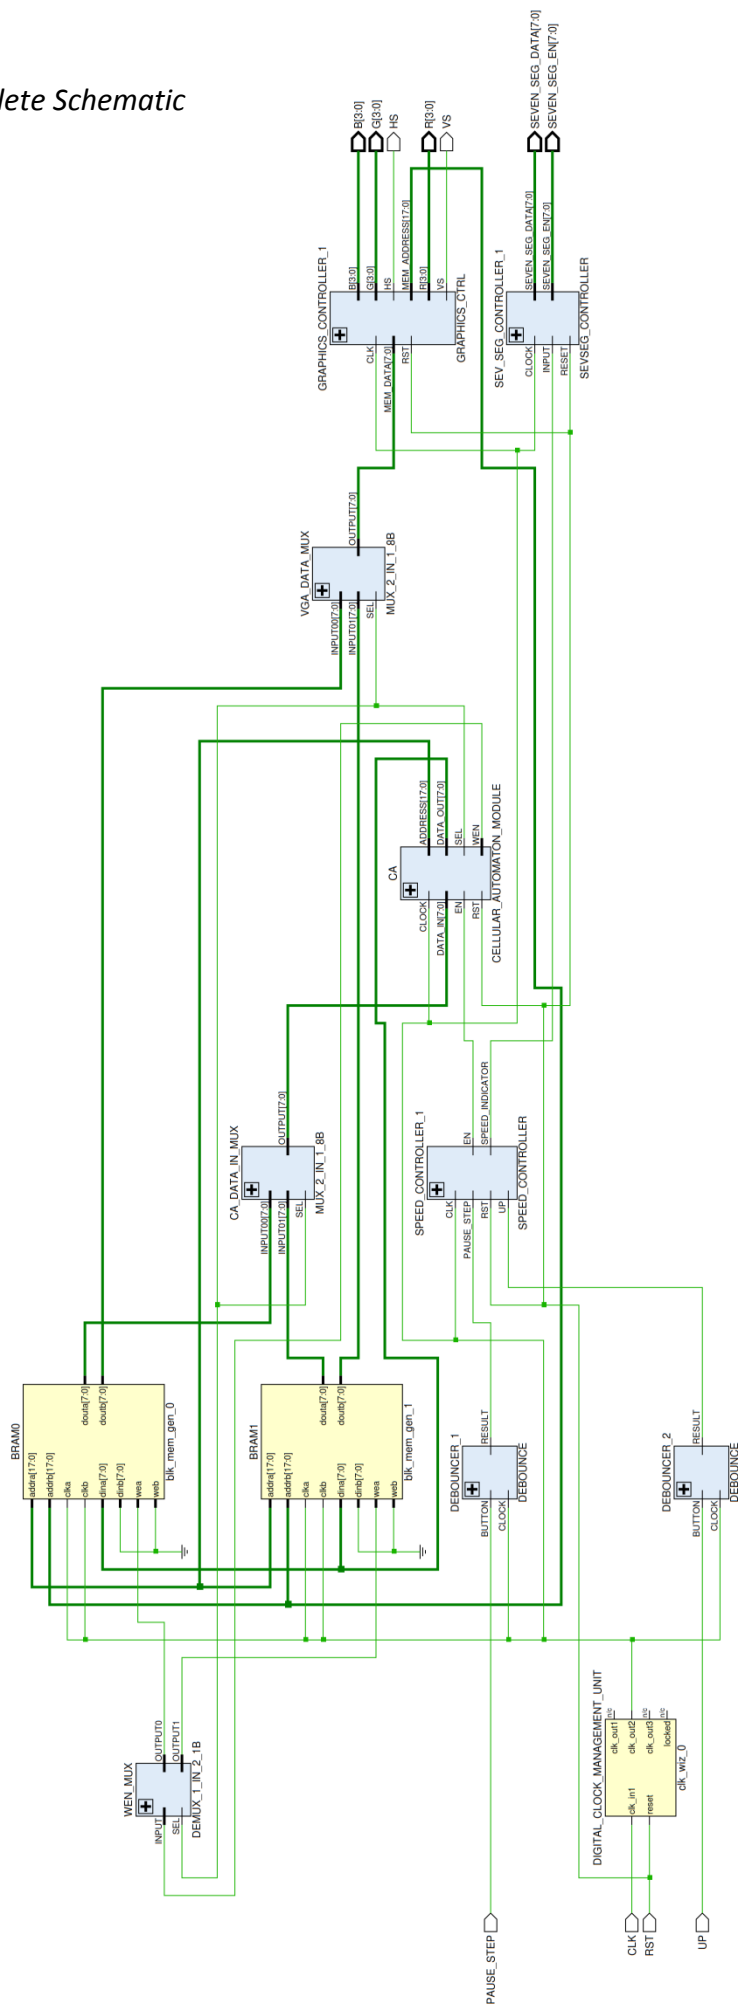 lete Schematic
B[3:0]
G[3:0]
HS
R[3:0]
VS
SEVEN_SEG_DATA[7:0]
SEVEN_SEG_EN[7:0]
GRAPHICS_CONTROLLER_1
CLK
MEM_DATA[7:0]
RST
B[3:0]
G[3:0]
HS
MEM_ADDRESS[17:0]
R[3:0]
VS
GRAPHICS_CTRL
SEV_SEG_CONTROLLER_1
CLOCK
INPUT
RESET
SEVEN_SEG_DATA[7:0]
SEVEN_SEG_EN[7:0]
SEVSEG_CONTROLLER
VGA_DATA_MUX
INPUT00[7:0]
INPUT01[7:0]
SEL
OUTPUT[7:0]
MUX_2_IN_1_8B
CA
CLOCK
DATA_IN[7:0]
EN
RST
ADDRESS[17:0]
DATA_OUT[7:0]
SEL
WEN
CELLULAR_AUTOMATON_MODULE
CA_DATA_IN_MUX
INPUT00[7:0]
INPUT01[7:0]
SEL
OUTPUT[7:0]
MUX_2_IN_1_8B
SPEED_CONTROLLER_1
CLK
PAUSE_STEP
RST
UP
EN
SPEED_INDICATOR
SPEED_CONTROLLER
BRAM0
addra[17:0]
addrb[17:0]
clka
clkb
dina[7:0]
dinb[7:0]
wea
web
douta[7:0]
doutb[7:0]
blk_mem_gen_0
BRAM1
addra[17:0]
addrb[17:0]
clka
clkb
dina[7:0]
dinb[7:0]
wea
web
douta[7:0]
doutb[7:0]
blk_mem_gen_1
DEBOUNCER_1
BUTTON
CLOCK
RESULT
DEBOUNCE
DEBOUNCER_2
BUTTON
CLOCK
RESULT
DEBOUNCE
WEN_MUX
INPUT
SEL
OUTPUT0
OUTPUT1
DEMUX_1_IN_2_1B
DIGITAL_CLOCK_MANAGEMENT_UNIT
clk_in1
reset
clk_out1
n/c
clk_out2
clk_out3
n/c
locked
n/c
clk_wiz_0
PAUSE_STEP
CLK
RST
UP